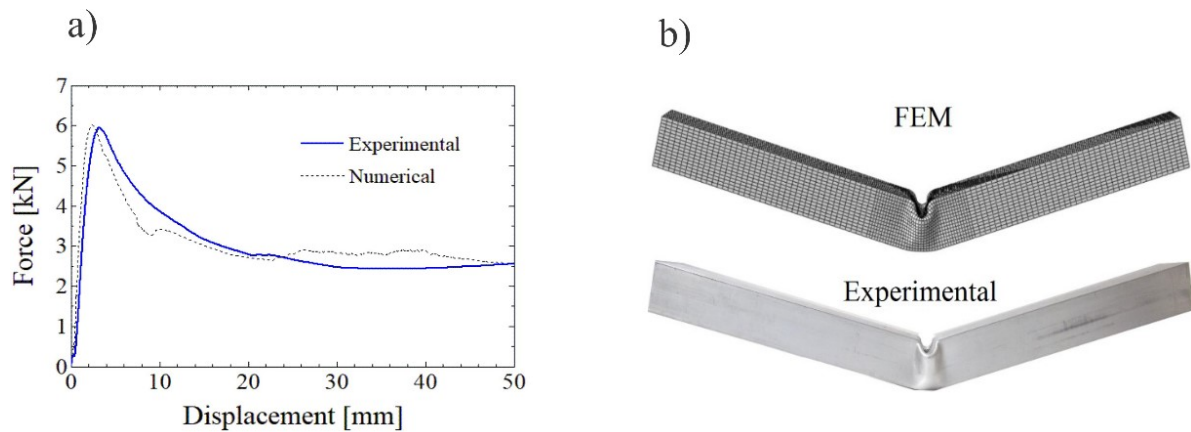 a)
b)
Force [kN]
7
6
5
4
3
2
1
0
Experimental
Numerical
0
10
20
30
40
50
Displacement [mm]
FEM
Experimental